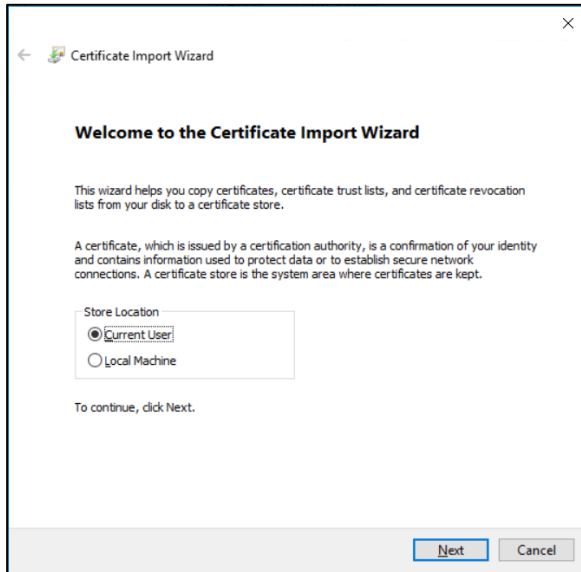 Certificate Import Wizard
Welcome to the Certificate Import Wizard
This wizard helps you copy certificates, certificate trust lists, and certificate revocation
lists from your disk to a certificate store.
A certificate, which is issued by a certification authority, is a confirmation of your identity
and contains information used to protect data or to establish secure network
connections. A certificate store is the system area where certificates are kept.
Store Location
Current User
Local Machine
To continue, click Next.
Next
Cancel